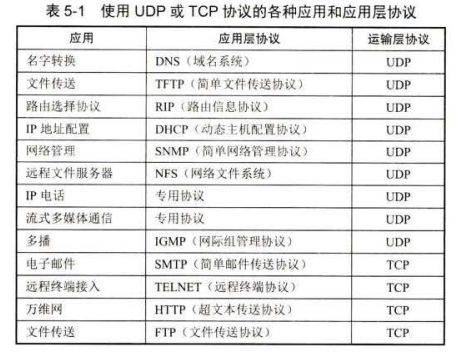 表 5-1 使用 UDP 或 TCP 协议的各种应用和应用层协议
应用 应用层协议 运输层协议
名字转换 DNS（域名系统） UDP
文件传送 TFTP（简单文件传送协议） UDP
路由选择协议 RIP（路由信息协议） UDP
IP 地址配置 DHCP（动态主机配置协议） UDP
网络管理 SNMP（简单网络管理协议） UDP
远程文件服务器 NFS（网络文件系统） UDP
IP 电话 专用协议 UDP
流式多媒体通信 专用协议 UDP
多播 IGMP（网际组管理协议） UDP
电子邮件 SMTP（简单邮件传送协议） TCP
远程终端接入 TELNET（远程终端协议） TCP
万维网 HTTP（超文本传送协议） TCP
文件传送 FTP（文件传送协议） TCP